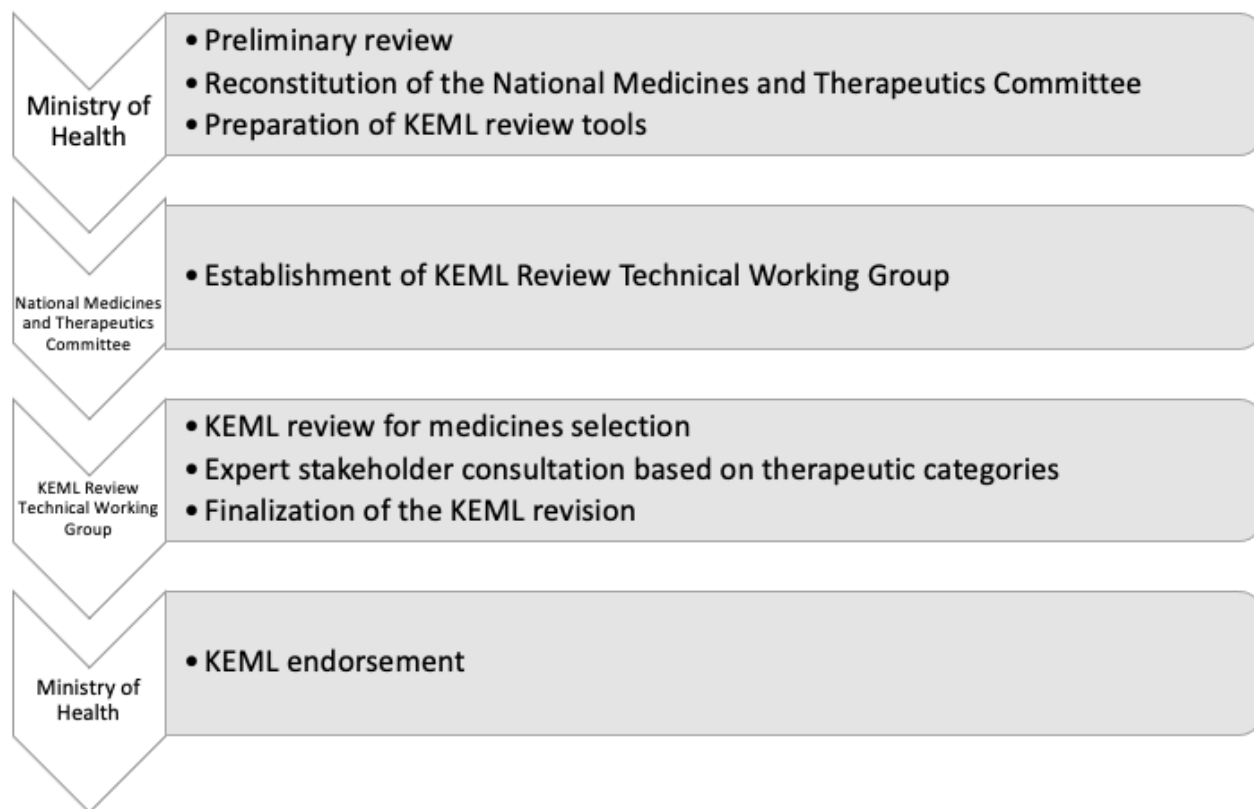 Ministry of
Health
• Preliminary review
• Reconstitution of the National Medicines and Therapeutics Committee
• Preparation of KEML review tools
National Medicines
and Therapeutics
Committee
• Establishment of KEML Review Technical Working Group
KEML Review
Technical Working
Group
• KEML review for medicines selection
• Expert stakeholder consultation based on therapeutic categories
• Finalization of the KEML revision
Ministry of
Health
• KEML endorsement